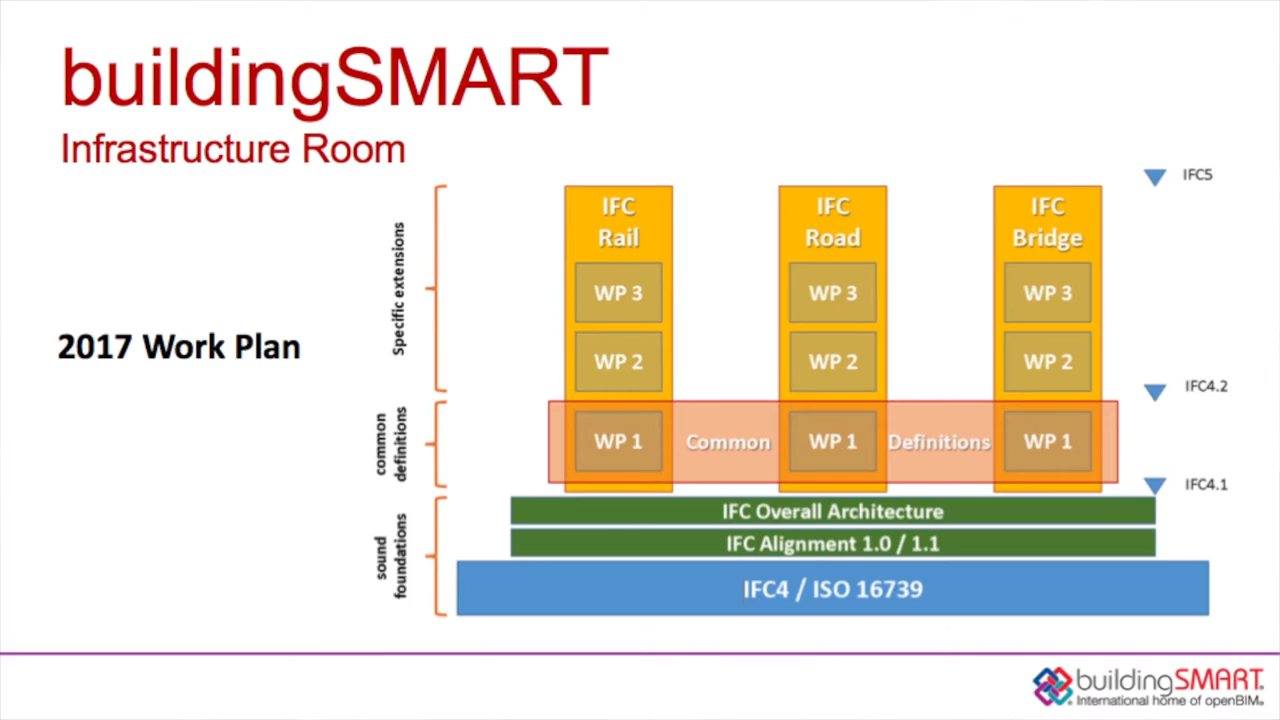 buildingSMART
Infrastructure Room
2017 Work Plan
Specific extensions
common
definitions
sound
foundations
IFC
Rail
WP 3
WP 2
WP 1
IFC
Road
WP 3
WP 2
WP 1
IFC
Bridge
WP 3
WP 2
WP 1
Common
Definitions
IFC Overall Architecture
IFC Alignment 1.0 / 1.1
IFC4 / ISO 16739
IFC5
IFC4.2
IFC4.1
buildingSMART®
International home of openBIM®